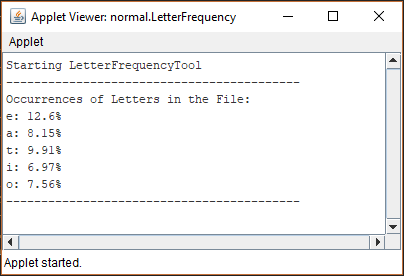 Applet Viewer: normal.LetterFrequency
Applet
Starting LetterFrequencyTool
------------------------------------------
Occurrences of Letters in the File:
e: 12.6%
a: 8.15%
t: 9.91%
i: 6.97%
o: 7.56%
------------------------------------------
Applet started.